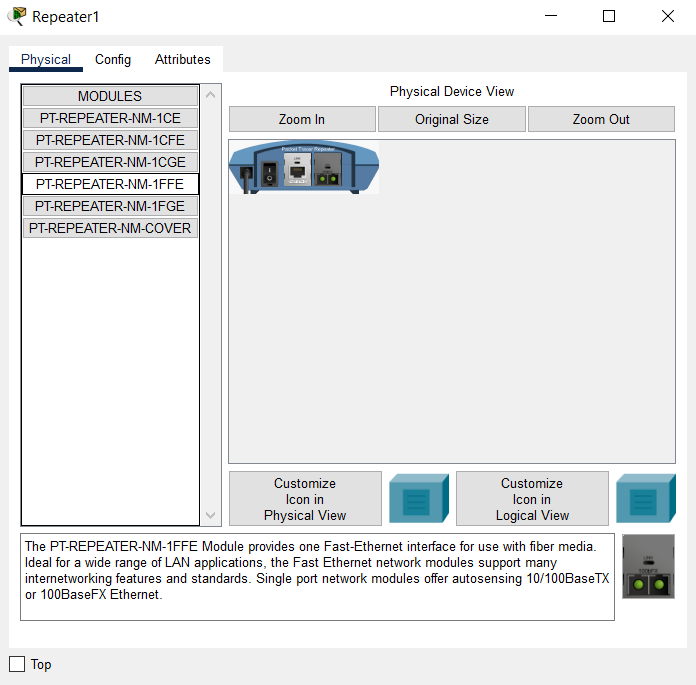 Repeater1
Physical
Config
Attributes
MODULES
PT-REPEATER-NM-1CE
PT-REPEATER-NM-1CFE
PT-REPEATER-NM-1CGE
PT-REPEATER-NM-1FFE
PT-REPEATER-NM-1FGE
PT-REPEATER-NM-COVER
Physical Device View
Zoom In
Original Size
Zoom Out
Packet Tracer Repeater
Customize
Icon in
Physical View
Customize
Icon in
Logical View
The PT-REPEATER-NM-1FFE Module provides one Fast-Ethernet interface for use with fiber media.
Ideal for a wide range of LAN applications, the Fast Ethernet network modules support many
internetworking features and standards. Single port network modules offer autosensing 10/100BaseTX
or 100BaseFX Ethernet.
Top